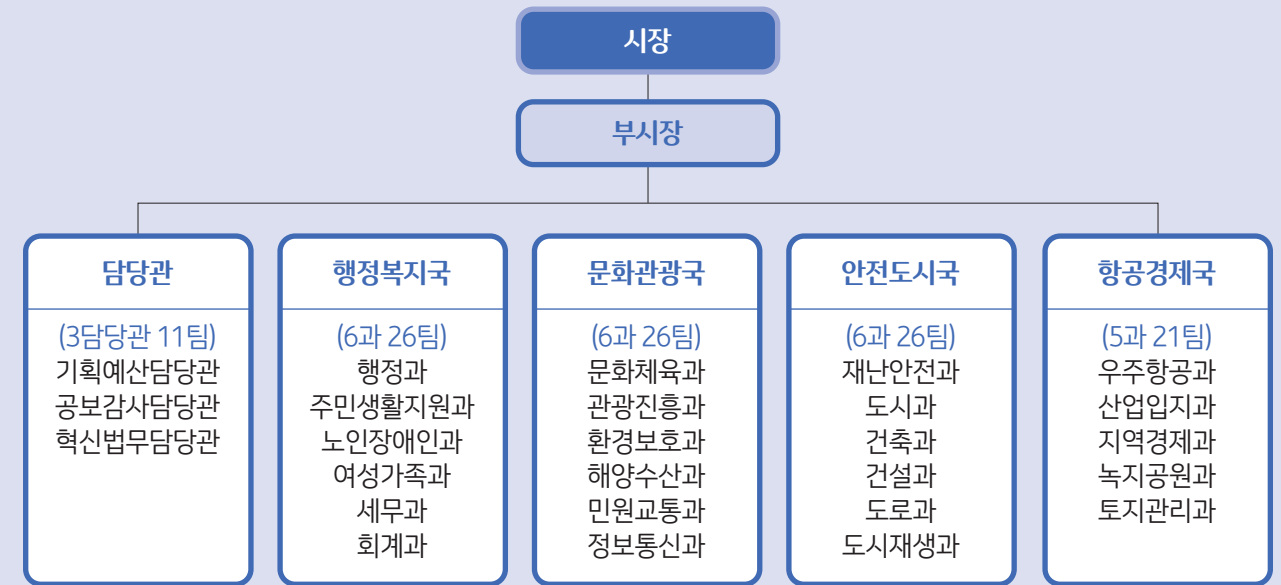 시장
부시장
담당관
(3담당관 11팀)
기획예산담당관
공보감사담당관
혁신법무담당관
행정복지국
(6과 26팀)
행정과
주민생활지원과
노인장애인과
여성가족과
세무과
회계과
문화관광국
(6과 26팀)
문화체육과
관광진흥과
환경보호과
해양수산과
민원교통과
정보통신과
안전도시국
(6과 26팀)
재난안전과
도시과
건축과
건설과
도로과
도시재생과
항공경제국
(5과 21팀)
우주항공과
산업입지과
지역경제과
녹지공원과
토지관리과